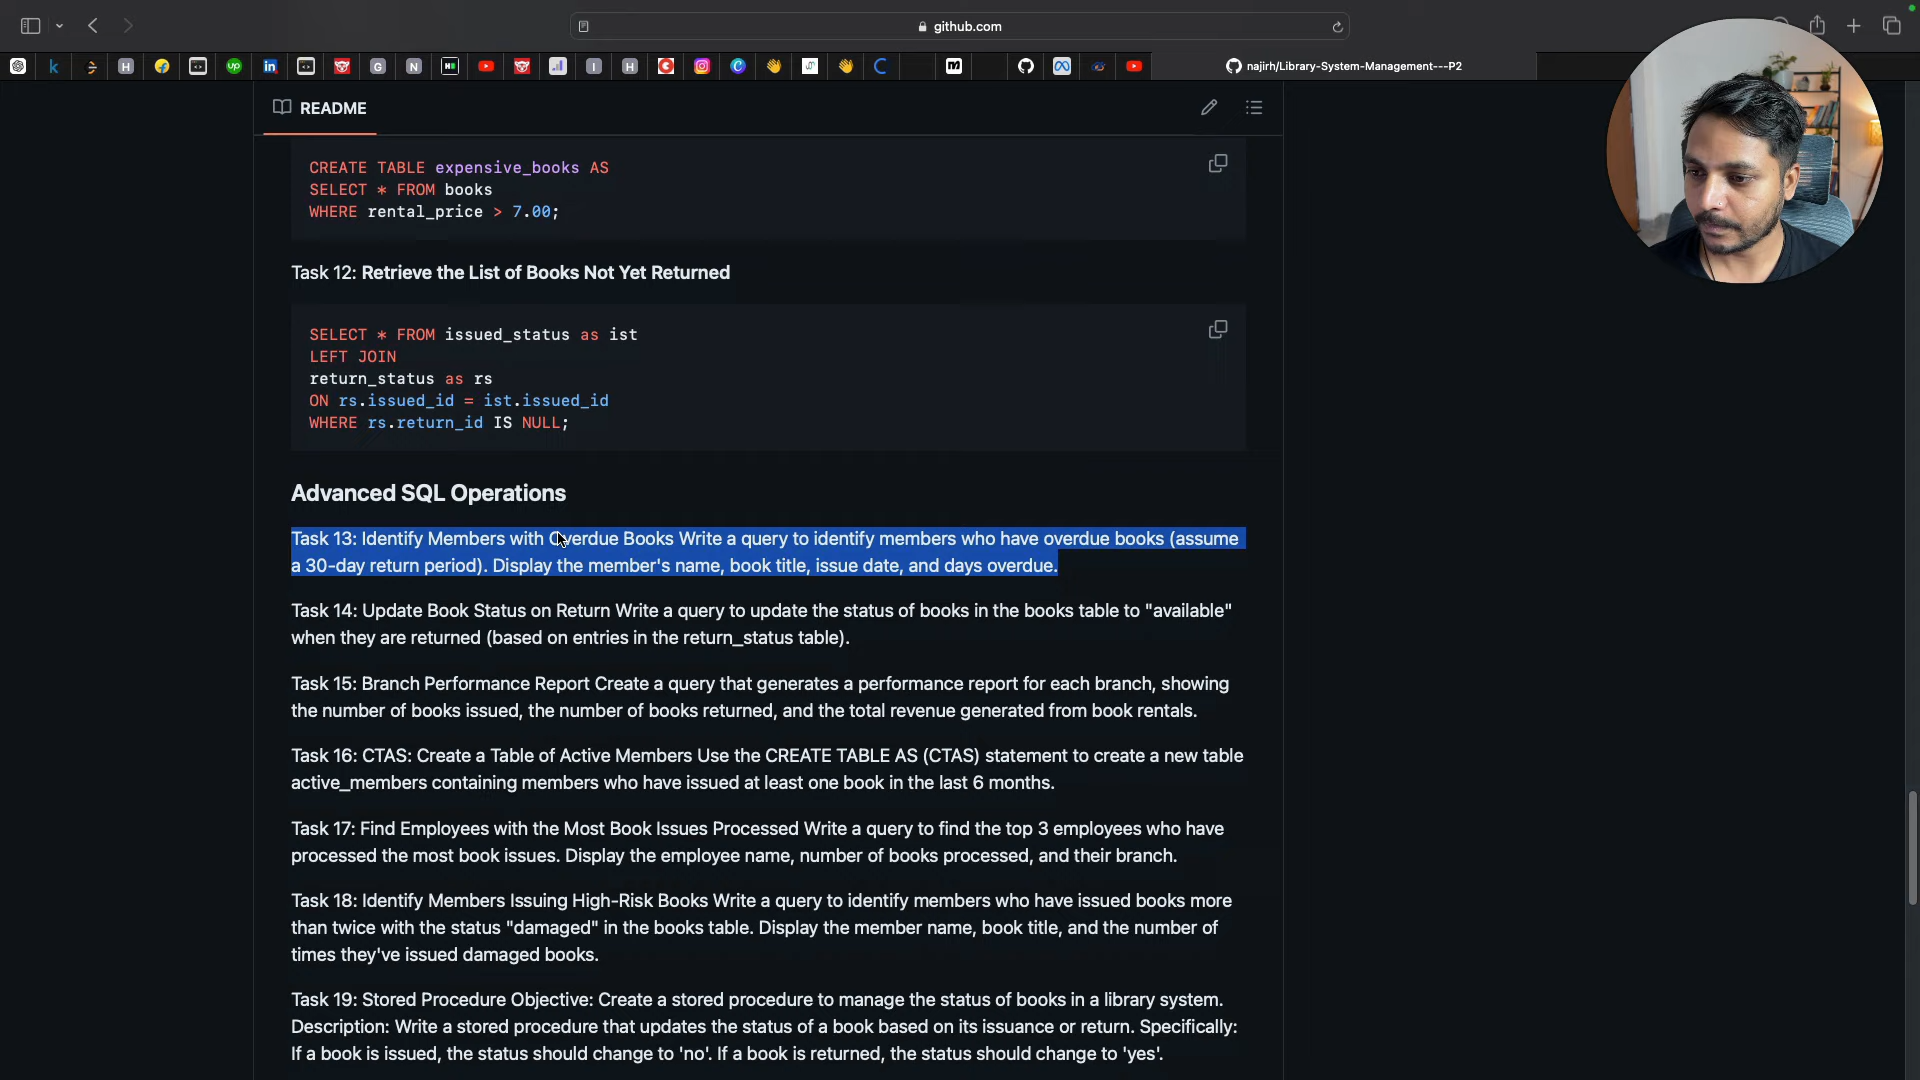 github.com
najirh/Library-System-Management---P2
README
CREATE TABLE expensive_books AS
SELECT * FROM books
WHERE rental_price > 7.00;
Task 12: Retrieve the List of Books Not Yet Returned
SELECT * FROM issued_status as ist
LEFT JOIN
return_status as rs
ON rs.issued_id = ist.issued_id
WHERE rs.return_id IS NULL;
Advanced SQL Operations
Task 13: Identify Members with Overdue Books Write a query to identify members who have overdue books (assume
a 30-day return period). Display the member's name, book title, issue date, and days overdue.
Task 14: Update Book Status on Return Write a query to update the status of books in the books table to "available"
when they are returned (based on entries in the return_status table).
Task 15: Branch Performance Report Create a query that generates a performance report for each branch, showing
the number of books issued, the number of books returned, and the total revenue generated from book rentals.
Task 16: CTAS: Create a Table of Active Members Use the CREATE TABLE AS (CTAS) statement to create a new table
active_members containing members who have issued at least one book in the last 6 months.
Task 17: Find Employees with the Most Book Issues Processed Write a query to find the top 3 employees who have
processed the most book issues. Display the employee name, number of books processed, and their branch.
Task 18: Identify Members Issuing High-Risk Books Write a query to identify members who have issued books more
than twice with the status "damaged" in the books table. Display the member name, book title, and the number of
times they've issued damaged books.
Task 19: Stored Procedure Objective: Create a stored procedure to manage the status of books in a library system.
Description: Write a stored procedure that updates the status of a book based on its issuance or return. Specifically:
If a book is issued, the status should change to 'no'. If a book is returned, the status should change to 'yes'.